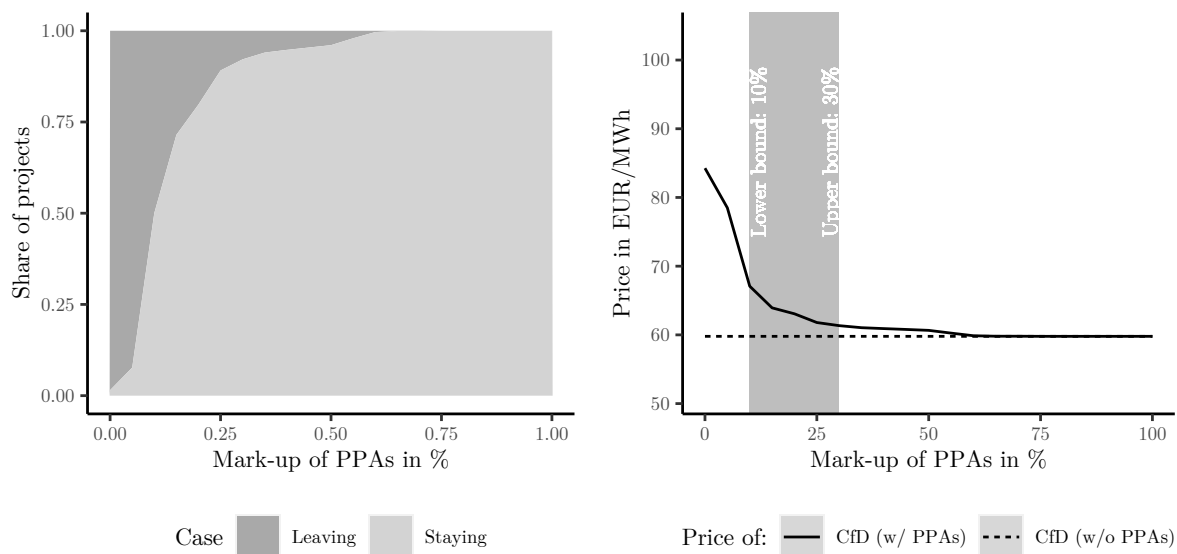 Share of projects
1.00
0.75
0.50
0.25
0.00
0.00 0.25 0.50 0.75 1.00
Mark-up of PPAs in %
Case Leaving Staying
Price in EUR/MWh
100
90
80
70
60
50
Lower bound: 10%
Upper bound: 30%
0 25 50 75 100
Mark-up of PPAs in %
Price of: CfD (w/ PPAs) CfD (w/o PPAs)